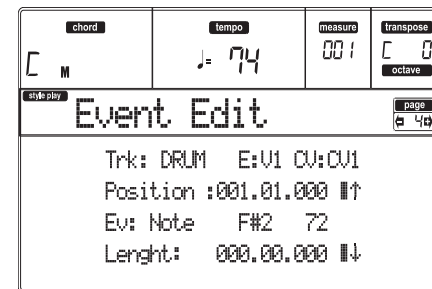 chord tempo measure transpose
C M ♩= 74 001 C 0
octave
style play page
Event Edit 40
Trk: DRUM E:V1 CV:CV1
Position :001.01.000 ↑
Ev: Note F#2 72
Lenght: 000.00.000 ↓